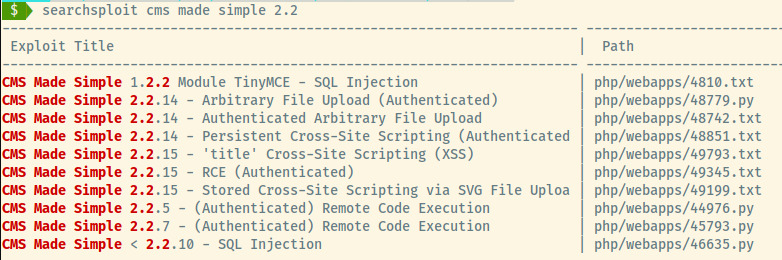 $ searchsploit cms made simple 2.2
Exploit Title | Path
CMS Made Simple 1.2.2 Module TinyMCE - SQL Injection | php/webapps/4810.txt
CMS Made Simple 2.2.14 - Arbitrary File Upload (Authenticated) | php/webapps/48779.py
CMS Made Simple 2.2.14 - Authenticated Arbitrary File Upload | php/webapps/48742.txt
CMS Made Simple 2.2.14 - Persistent Cross-Site Scripting (Authenticated | php/webapps/48851.txt
CMS Made Simple 2.2.15 - 'title' Cross-Site Scripting (XSS) | php/webapps/49793.txt
CMS Made Simple 2.2.15 - RCE (Authenticated) | php/webapps/49345.txt
CMS Made Simple 2.2.15 - Stored Cross-Site Scripting via SVG File Uploa | php/webapps/49199.txt
CMS Made Simple 2.2.5 - (Authenticated) Remote Code Execution | php/webapps/44976.py
CMS Made Simple 2.2.7 - (Authenticated) Remote Code Execution | php/webapps/45793.py
CMS Made Simple < 2.2.10 - SQL Injection | php/webapps/46635.py